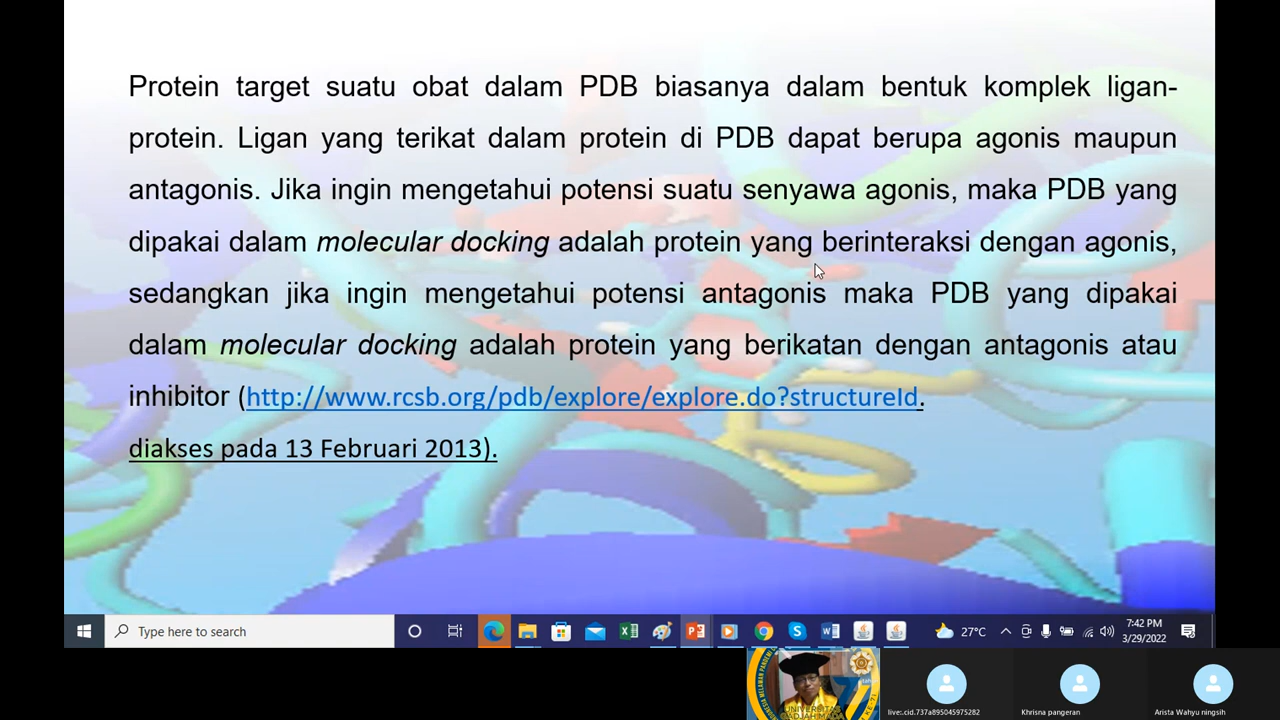 Protein target suatu obat dalam PDB biasanya dalam bentuk komplek ligan-
protein. Ligan yang terikat dalam protein di PDB dapat berupa agonis maupun
antagonis. Jika ingin mengetahui potensi suatu senyawa agonis, maka PDB yang
dipakai dalam molecular docking adalah protein yang berinteraksi dengan agonis,
sedangkan jika ingin mengetahui potensi antagonis maka PDB yang dipakai
dalam molecular docking adalah protein yang berikatan dengan antagonis atau
inhibitor (http://www.rcsb.org/pdb/explore/explore.do?structureId.
diakses pada 13 Februari 2013).
Type here to search
27°C
7:42 PM
3/29/2022
UNIVERSITAS
live:.cid.737a895045975282
Khrisna pangeran
Arista Wahyu ningsih